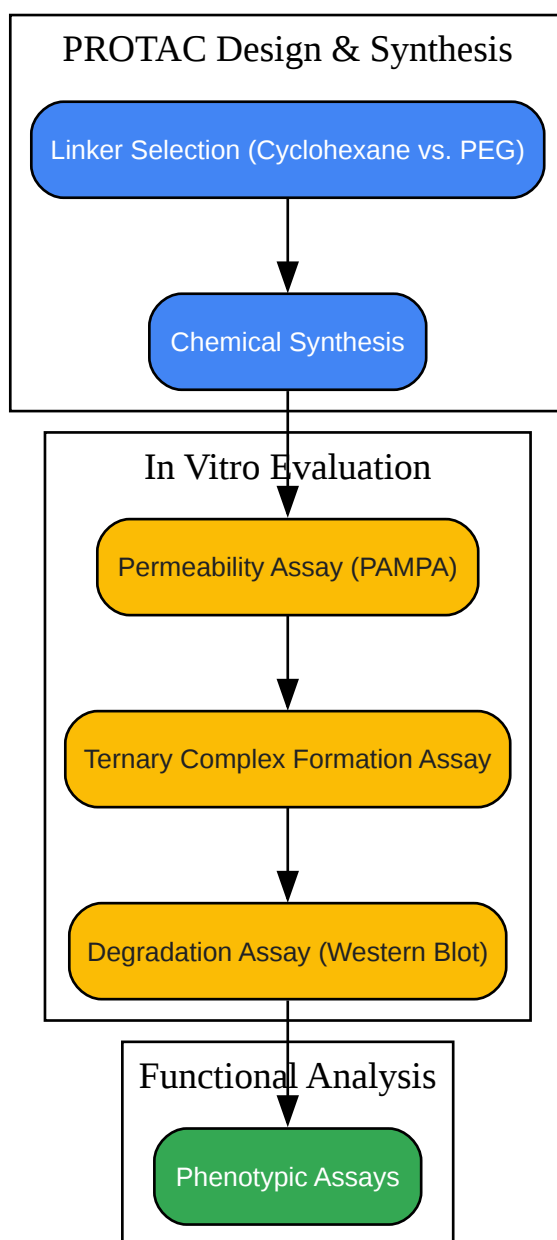 PROTAC Design & Synthesis
Linker Selection (Cyclohexane vs. PEG)
Chemical Synthesis
In Vitro Evaluation
Permeability Assay (PAMPA)
Ternary Complex Formation Assay
Degradation Assay (Western Blot)
Functional Analysis
Phenotypic Assays